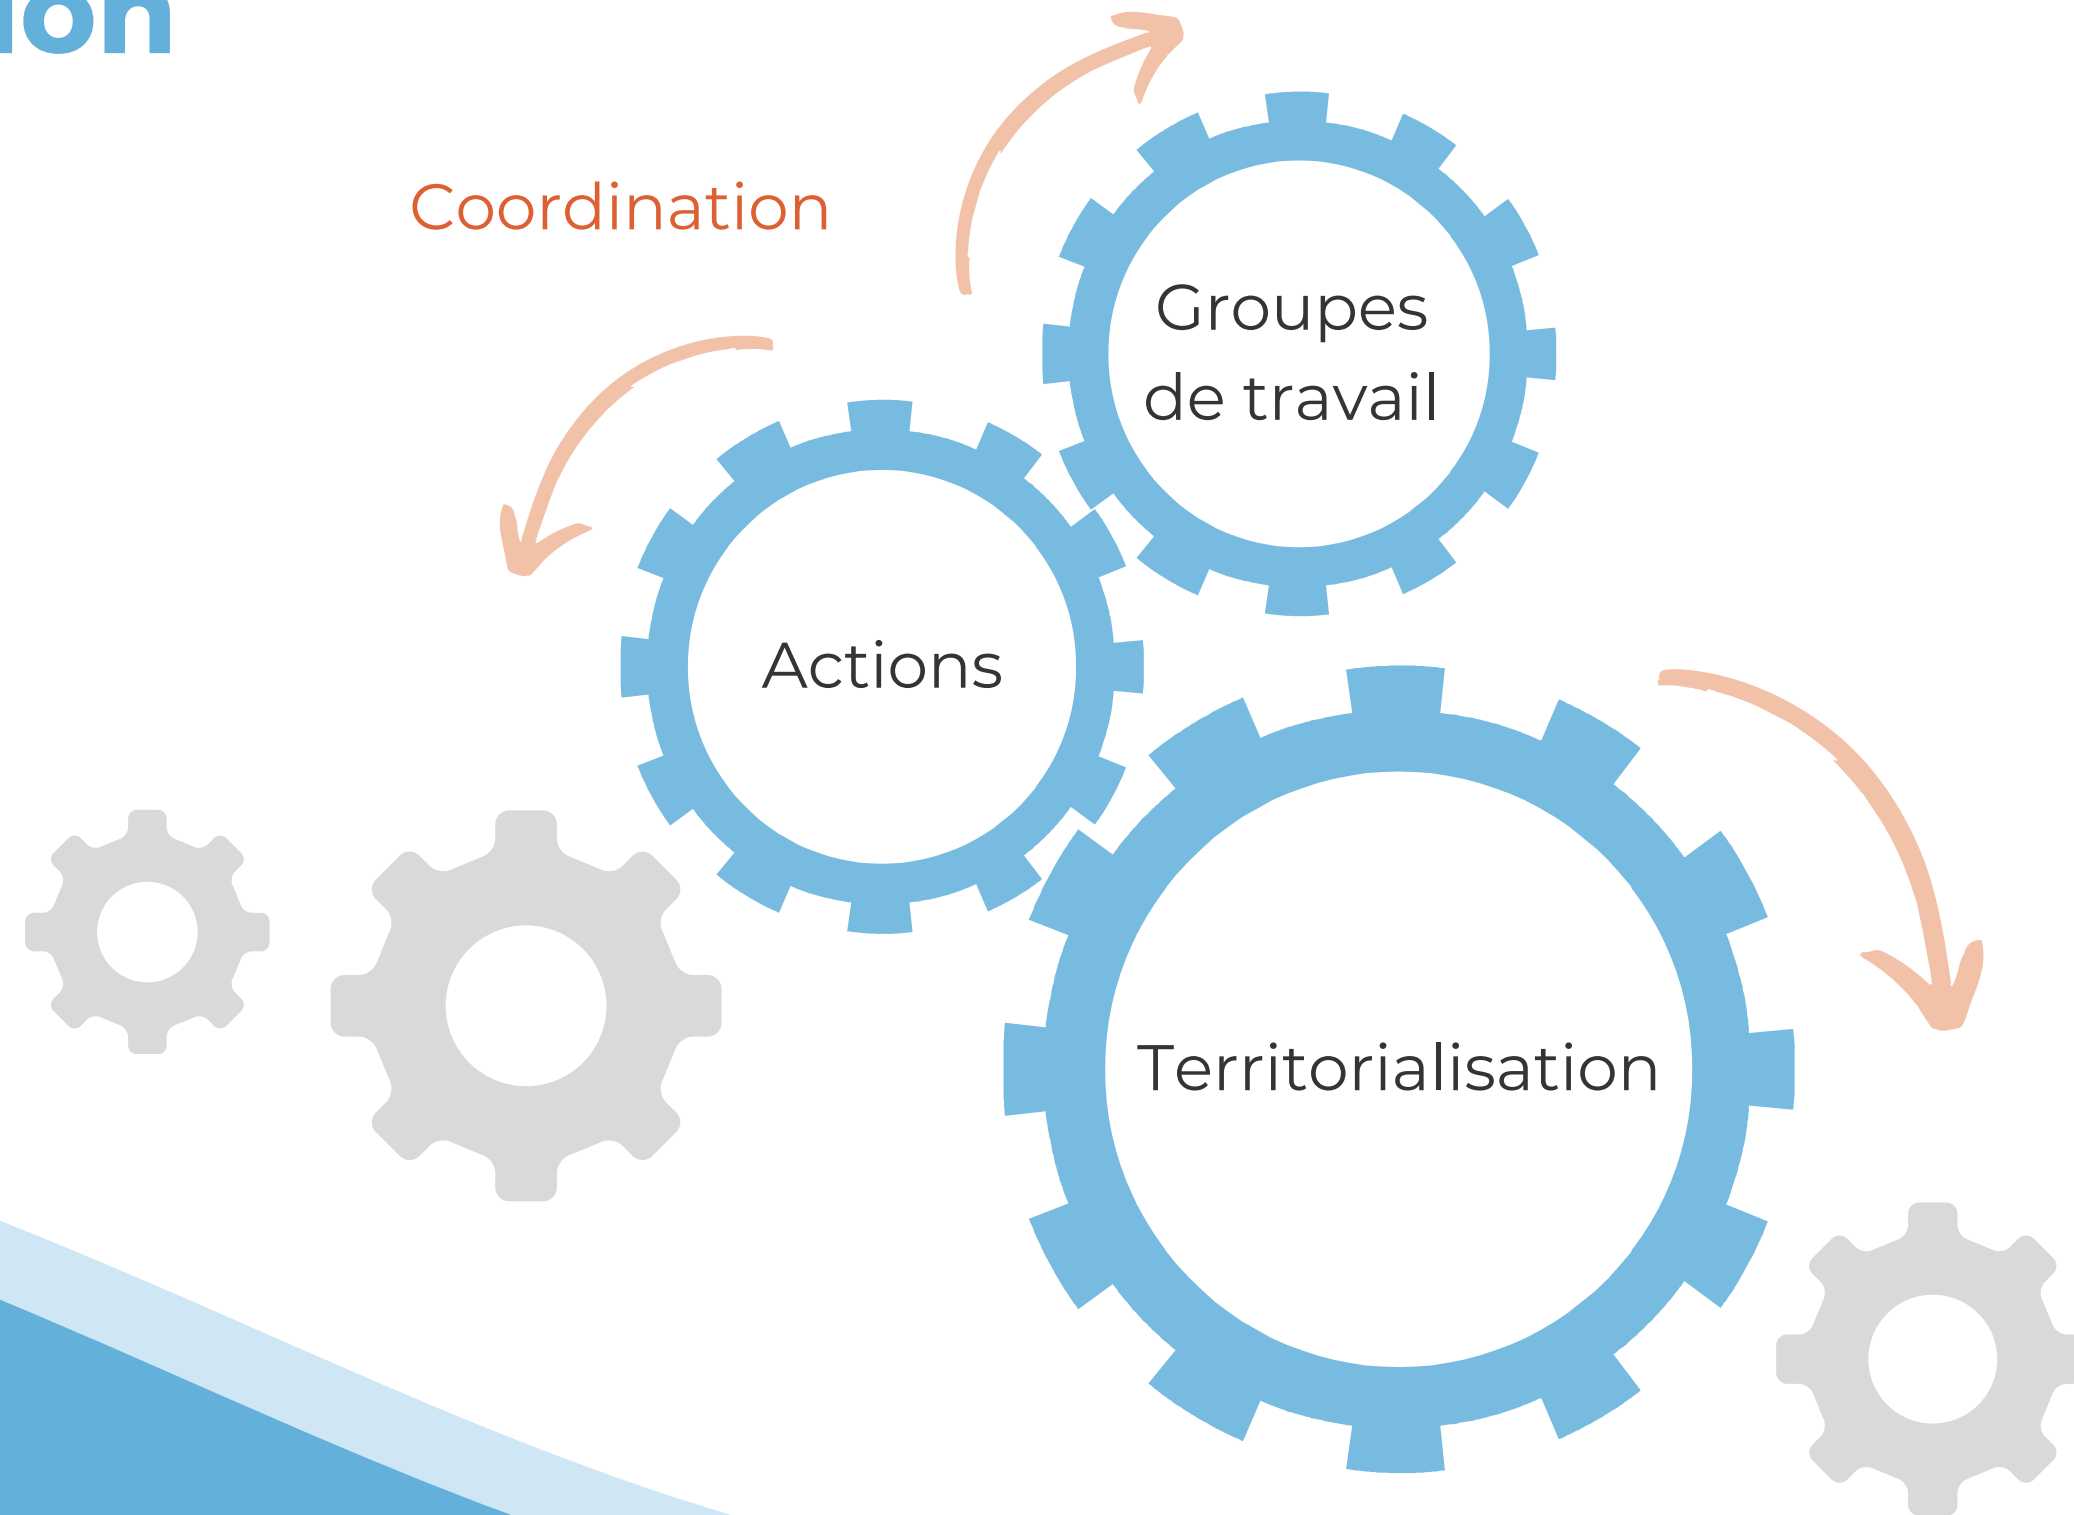 ion
Coordination
Groupes
de travail
Actions
Territorialisation